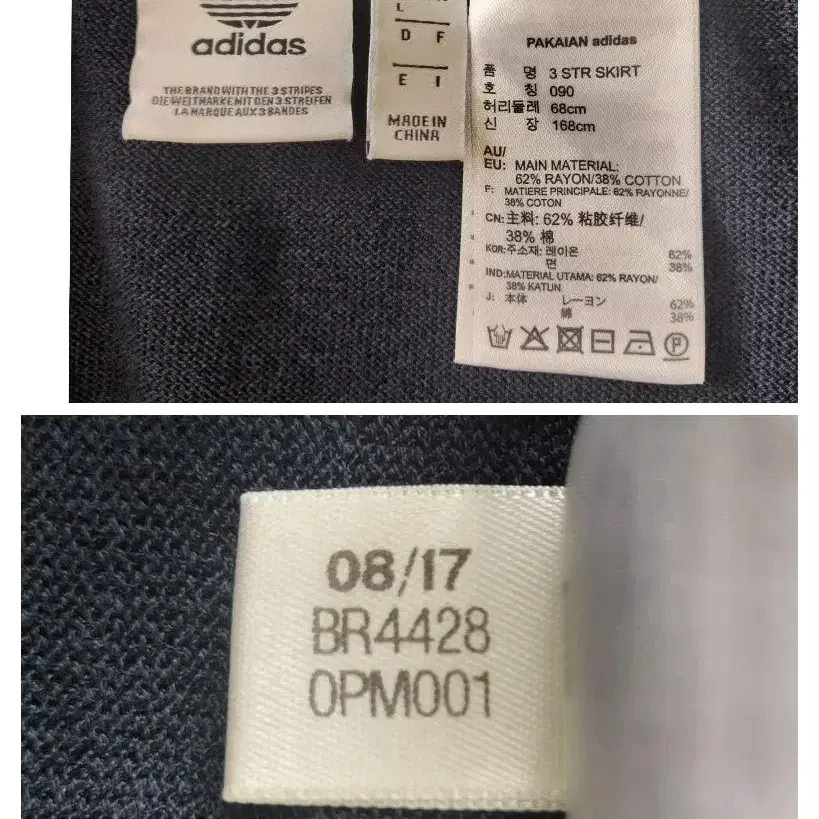 adidas
THE BRAND WITH THE 3 STRIPES
DIE WELTMARKE MIT DEN 3 STREIFEN
LA MARQUE AUX 3 BANDES
L
D F
E I
MADE IN
CHINA
PAKAIAN adidas
품 명 3 STR SKIRT
호 칭 090
허리둘레 68cm
신 장 168cm
AU/
EU: MAIN MATERIAL:
62% RAYON/38% COTTON
F: MATIERE PRINCIPALE: 62% RAYONNE/
38% COTON
CN:主料: 62% 粘胶纤维/
38% 棉
KOR:주소재: 레이온 62%
면 38%
IND:MATERIAL UTAMA: 62% RAYON/
38% KATUN
J: 本体 レーヨン 62%
綿 38%
P
08/17
BR4428
0PM001